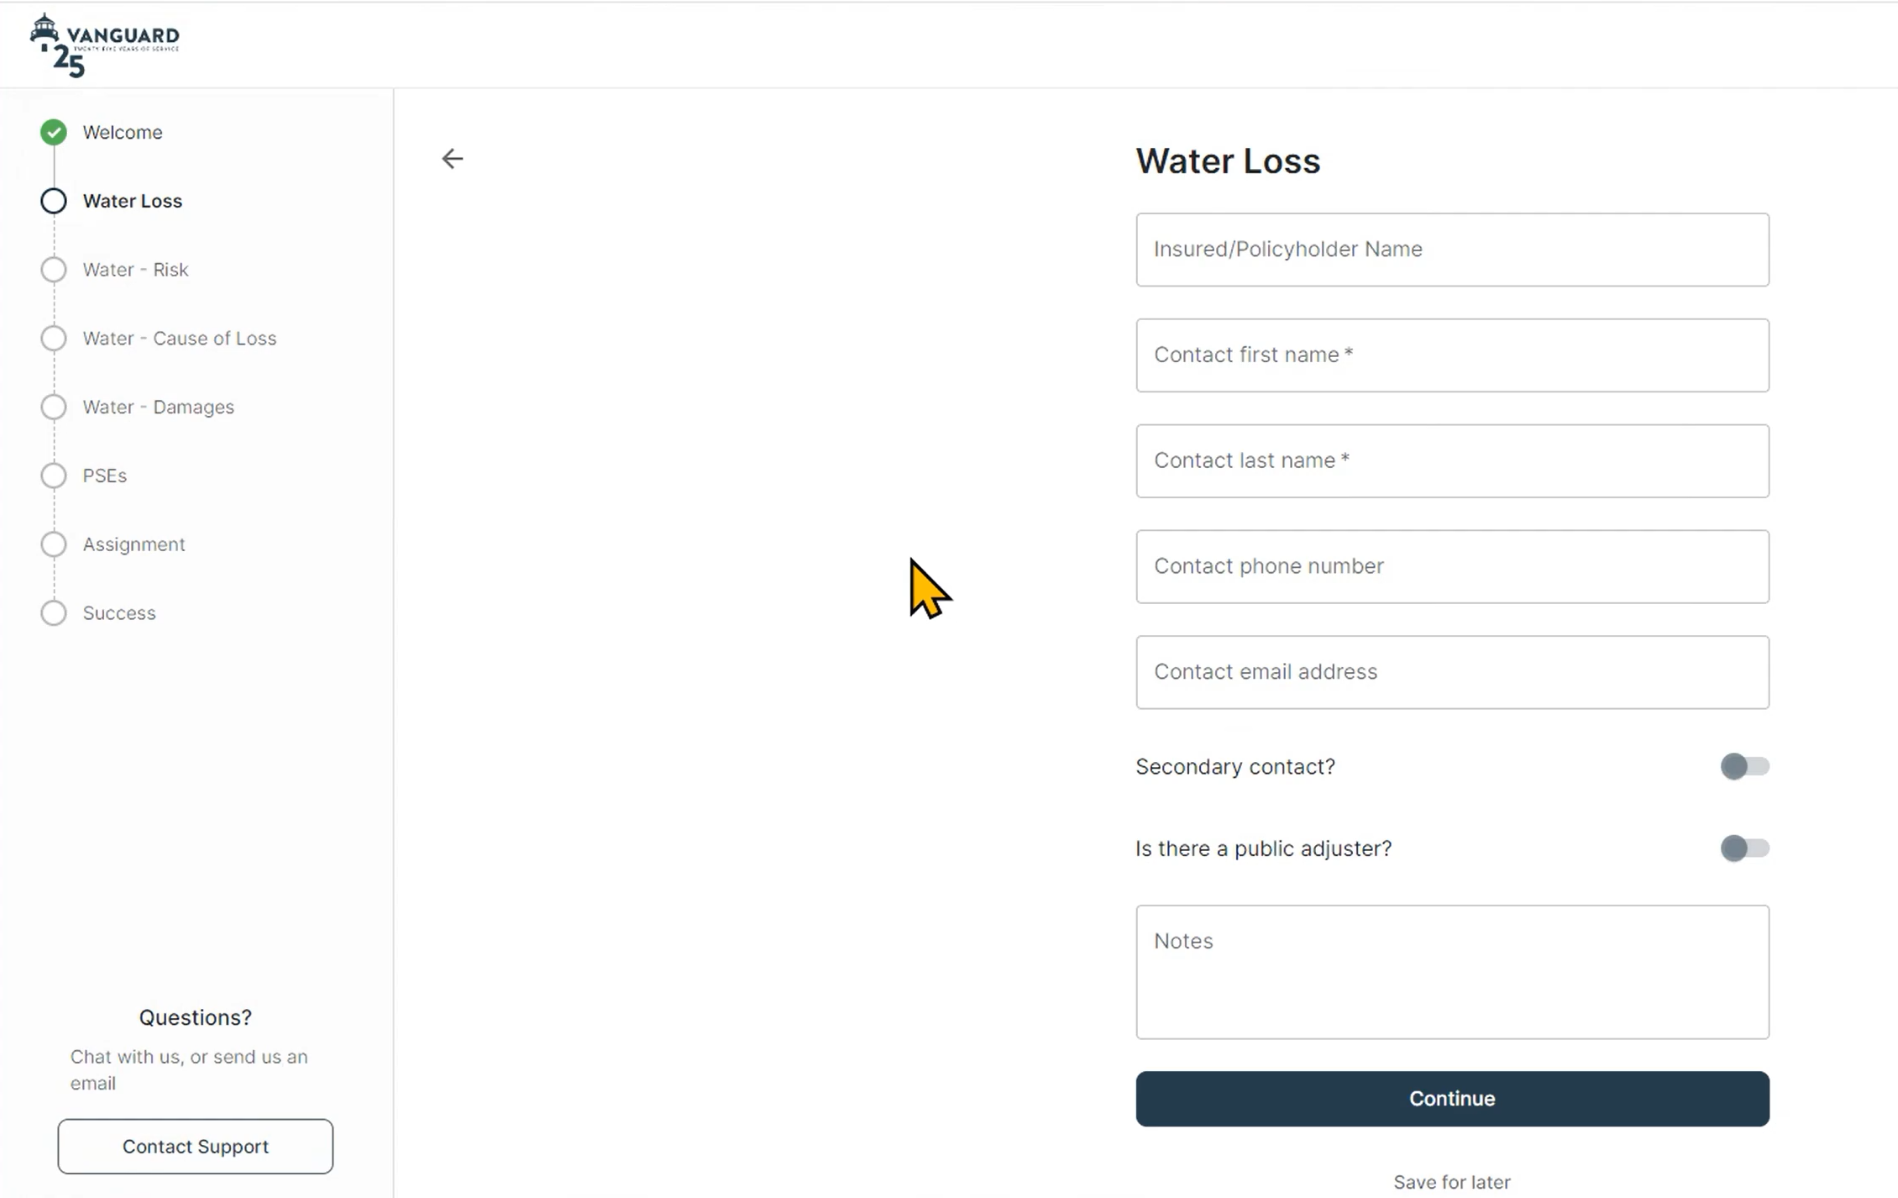 VANGUARD
TWENTY FIVE YEARS OF SERVICE
25
Welcome
Water Loss
Water - Risk
Water - Cause of Loss
Water - Damages
PSEs
Assignment
Success
Questions?
Chat with us, or send us an
email
Contact Support
Water Loss
Insured/Policyholder Name
Contact first name *
Contact last name *
Contact phone number
Contact email address
Secondary contact?
Is there a public adjuster?
Notes
Continue
Save for later